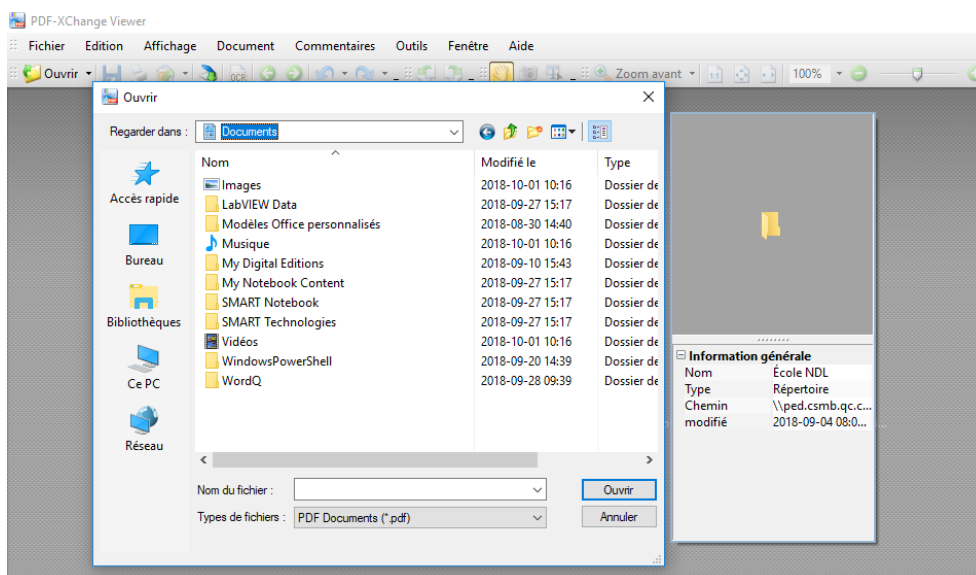 PDF-XChange Viewer
Fichier Edition Affichage Document Commentaires Outils Fenêtre Aide
Ouvrir OCR Zoom avant 100%
Ouvrir
Regarder dans : Documents
Nom Modifié le Type
Images 2018-10-01 10:16 Dossier de
LabVIEW Data 2018-09-27 15:17 Dossier de
Modèles Office personnalisés 2018-08-30 14:40 Dossier de
Musique 2018-10-01 10:16 Dossier de
My Digital Editions 2018-09-10 15:43 Dossier de
My Notebook Content 2018-09-27 15:17 Dossier de
SMART Notebook 2018-09-27 15:17 Dossier de
SMART Technologies 2018-09-27 15:17 Dossier de
Vidéos 2018-10-01 10:16 Dossier de
WindowsPowerShell 2018-09-20 14:39 Dossier de
WordQ 2018-09-28 09:39 Dossier de
Accès rapide
Bureau
Bibliothèques
Ce PC
Réseau
Nom du fichier :
Ouvrir
Types de fichiers : PDF Documents (*.pdf)
Annuler
Information générale
Nom École NDL
Type Répertoire
Chemin \\ped.csmb.qc.c...
modifié 2018-09-04 08:0...